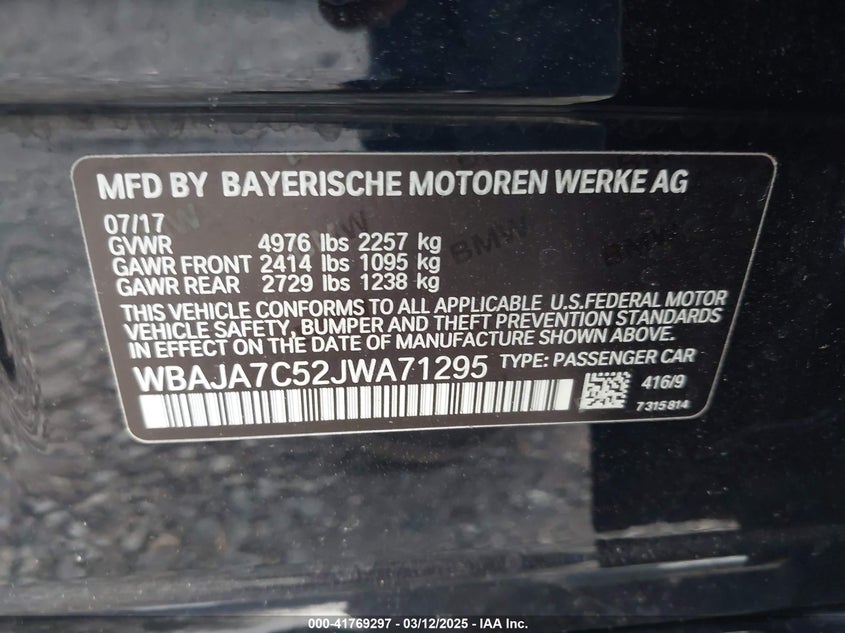 MFD BY BAYERISCHE MOTOREN WERKE AG
07/17
GVWR 4976 lbs 2257 kg
GAWR FRONT 2414 lbs 1095 kg
GAWR REAR 2729 lbs 1238 kg
THIS VEHICLE CONFORMS TO ALL APPLICABLE U.S.FEDERAL MOTOR
VEHICLE SAFETY, BUMPER AND THEFT PREVENTION STANDARDS
IN EFFECT ON THE DATE OF MANUFACTURE SHOWN ABOVE.
WBAJA7C52JWA71295 TYPE: PASSENGER CAR
416/9
7315814
BMW
BMW
000-41769297 - 03/12/2025 - IAA Inc.